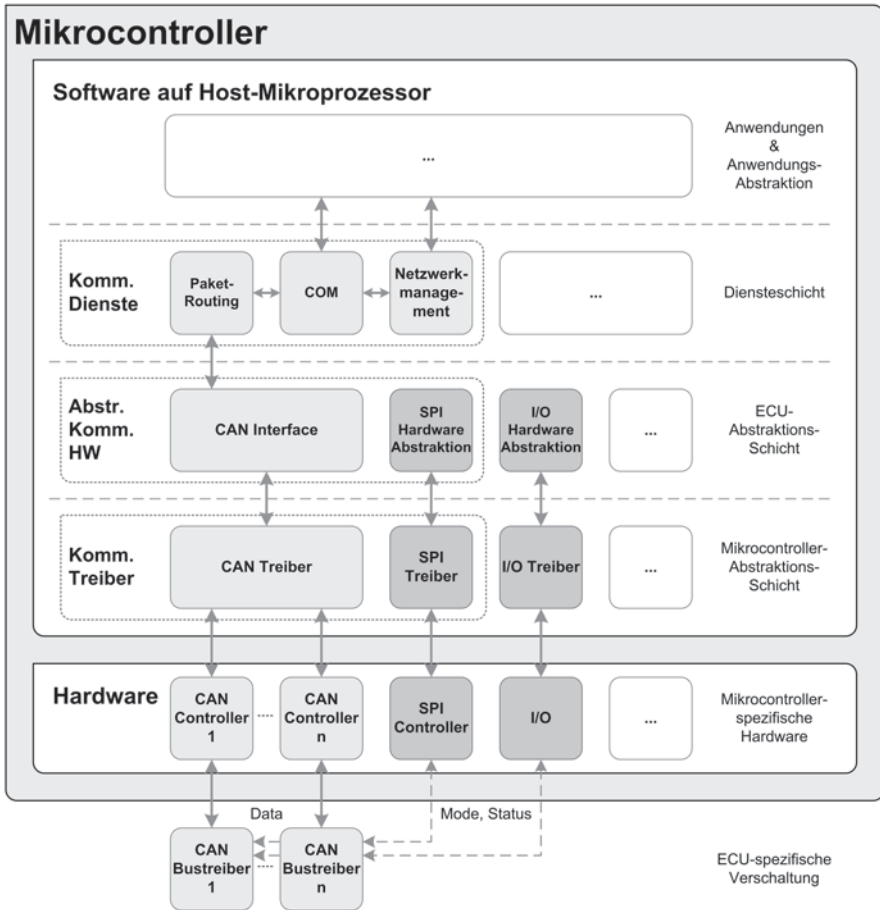 Mikrocontroller
Software auf Host-Mikroprozessor
...
Anwendungen
&
Anwendungs-
Abstraktion
Komm.
Dienste
Paket-
Routing
COM
Netzwerk-
manage-
ment
...
Diensteschicht
Abstr.
Komm.
HW
CAN Interface
SPI
Hardware
Abstraktion
I/O
Hardware
Abstraktion
...
ECU-
Abstraktions-
Schicht
Komm.
Treiber
CAN Treiber
SPI
Treiber
I/O Treiber
...
Mikrocontroller-
Abstraktions-
Schicht
Hardware
CAN
Controller
1
CAN
Controller
n
SPI
Controller
I/O
...
Mikrocontroller-
spezifische
Hardware
Data
Mode, Status
CAN
Bustreiber
1
CAN
Bustreiber
n
ECU-spezifische
Verschaltung